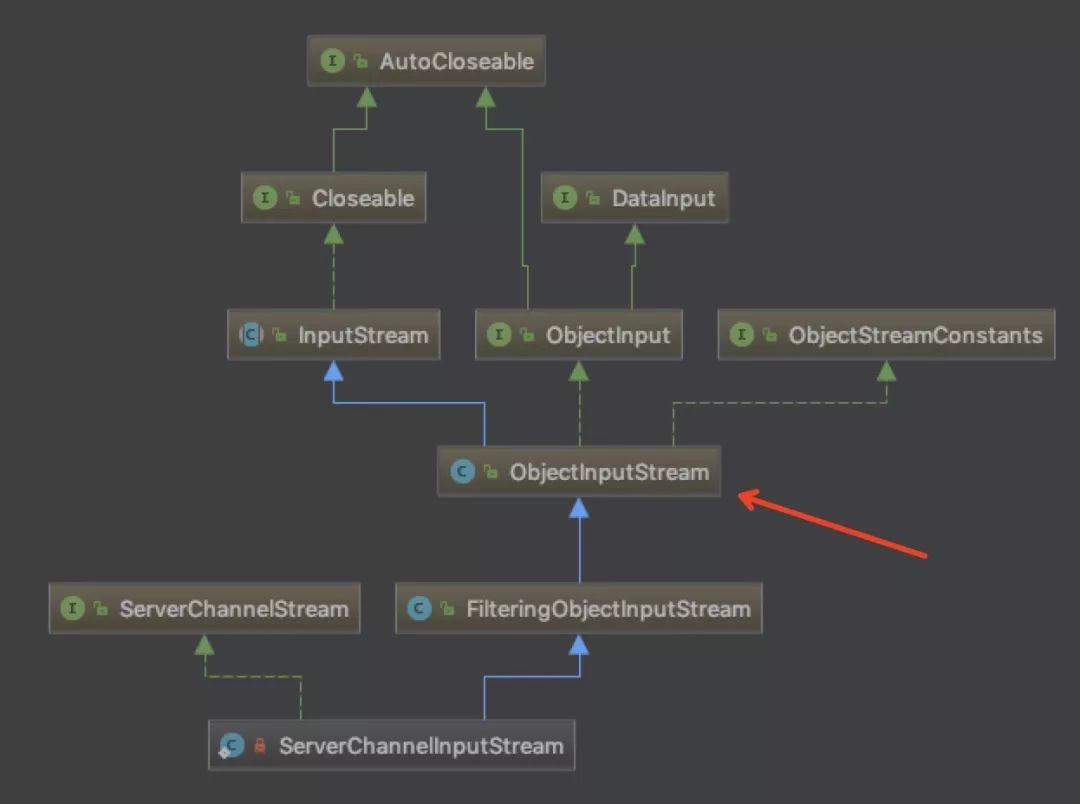 I AutoCloseable
I Closeable
I DataInput
C InputStream
I ObjectInput
I ObjectStreamConstants
C ObjectInputStream
I ServerChannelStream
C FilteringObjectInputStream
C ServerChannelInputStream